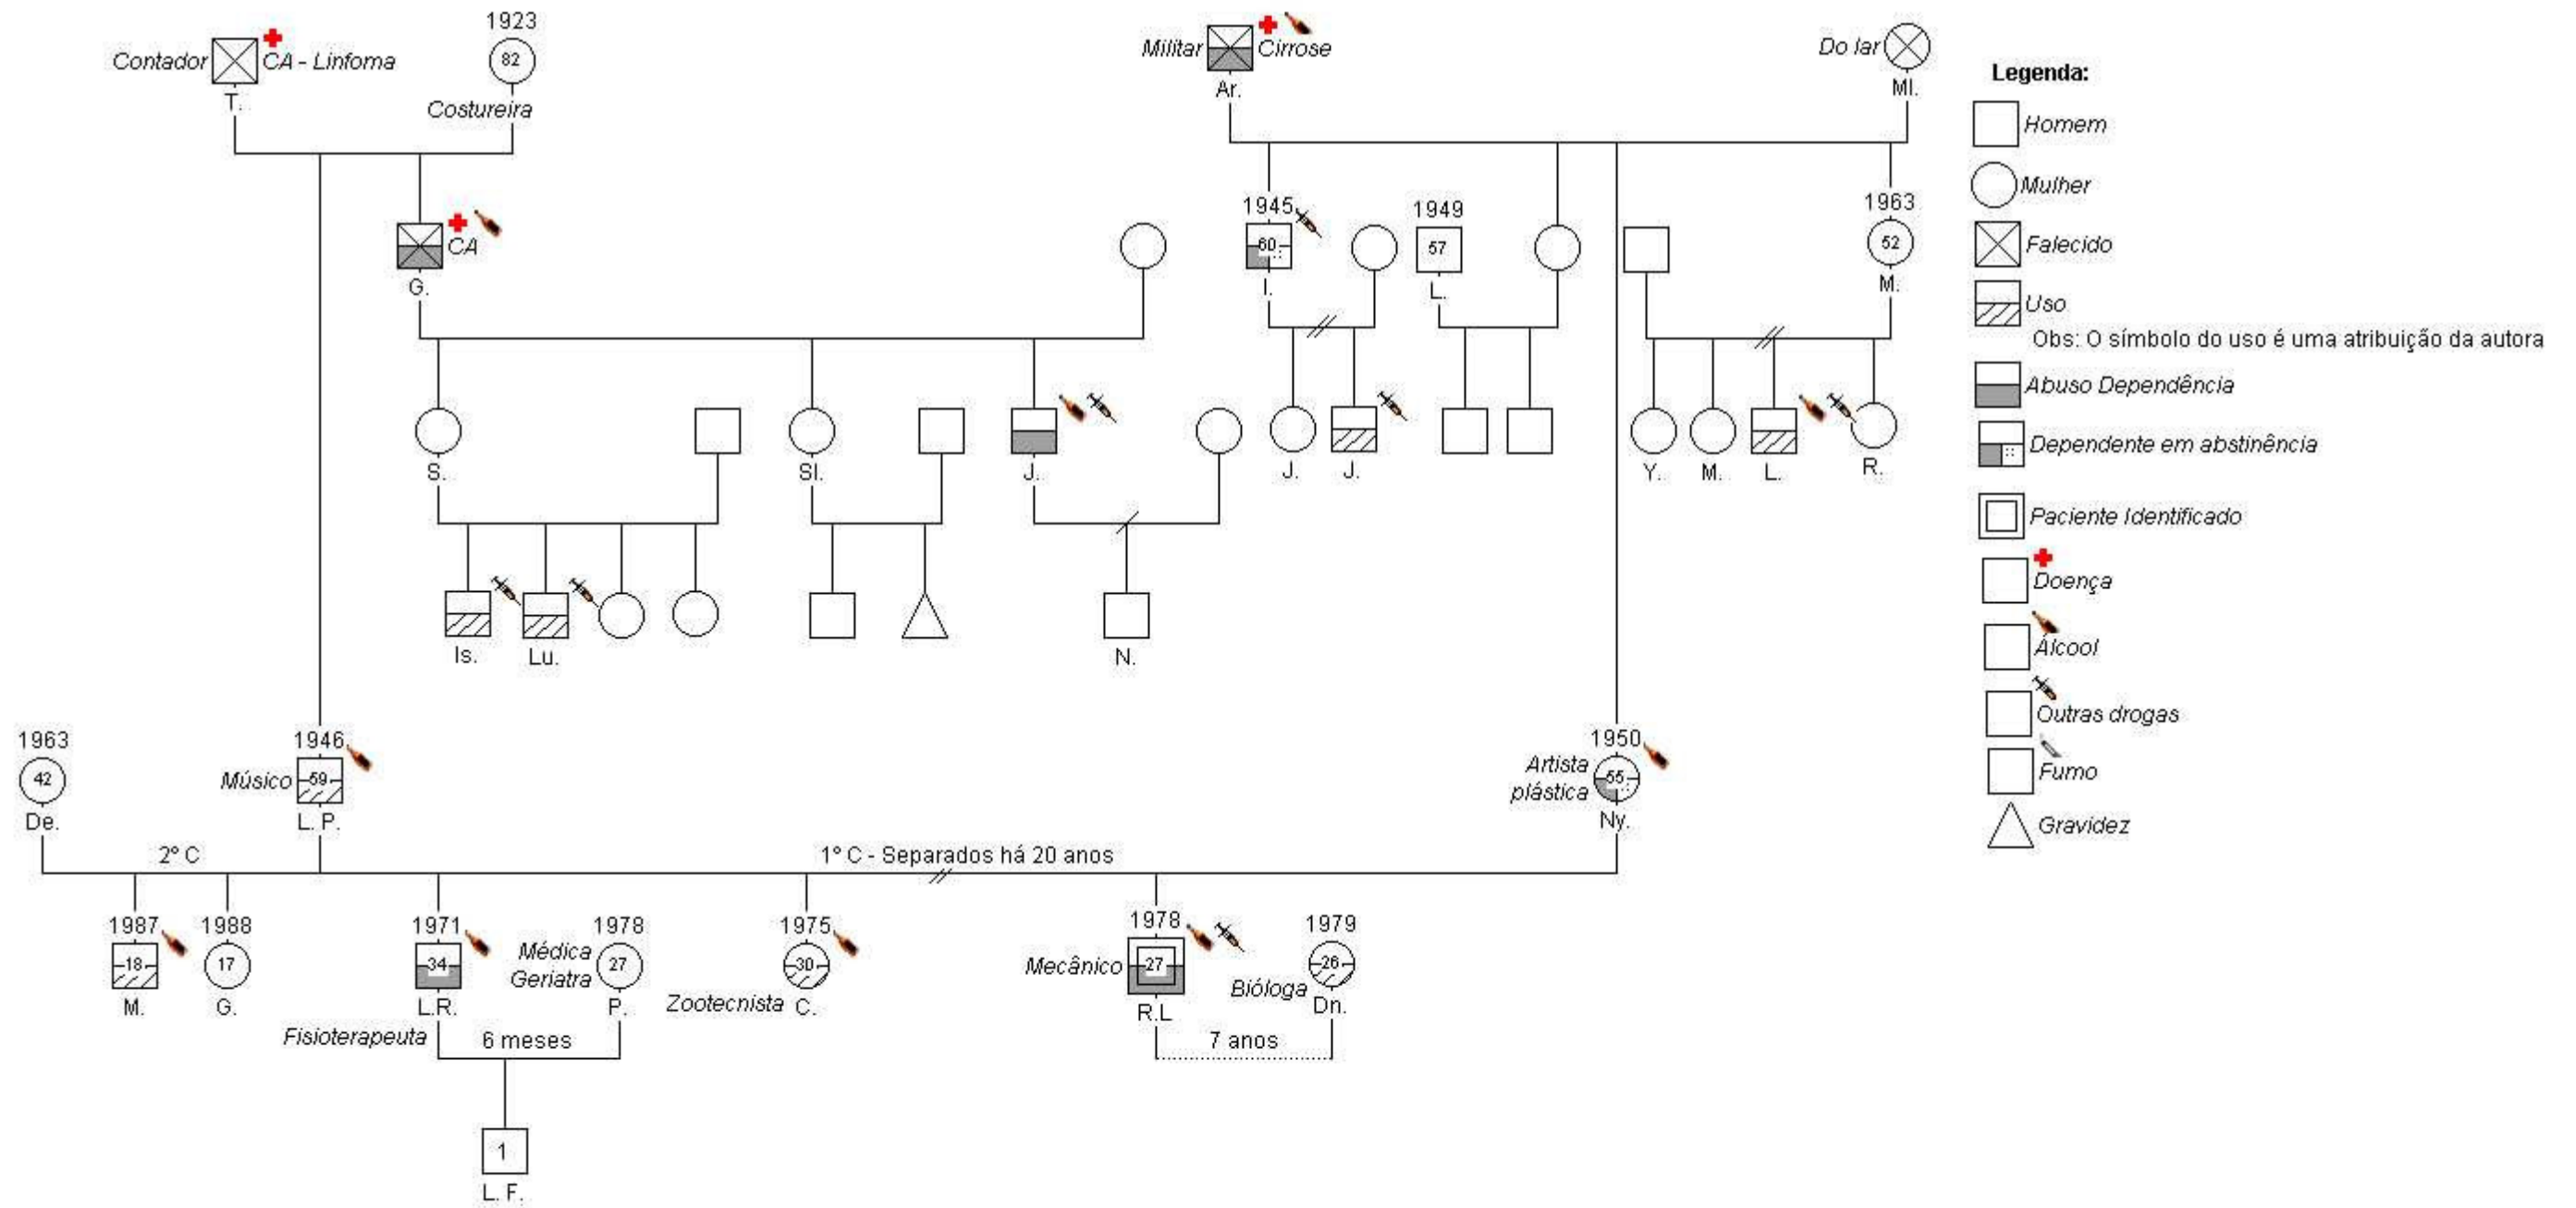 1923
Contador
CA - Linfoma
82
T.
Costureira
Militar
Cirrose
Ar.
Do lar
Ml.
CA
G.
1945
60
I.
1949
57
L.
1963
52
M.
S.
Sl.
J.
J.
J.
Y.
M.
L.
R.
Is.
Lu.
N.
1963
42
De.
1946
Músico
59
L. P.
1950
Artista
plástica
55
Ny.
2º C
1º C - Separados há 20 anos
1987
18
M.
1988
17
G.
1971
34
L.R.
Fisioterapeuta
1978
Médica
Geriatra
27
P.
6 meses
1975
30
Zootecnista
C.
1978
Mecânico
27
R.L
1979
26
Bióloga
Dn.
7 anos
1
L. F.
Legenda:
Homem
Mulher
Falecido
Uso
Obs: O símbolo do uso é uma atribuição da autora
Abuso Dependência
Dependente em abstinência
Paciente Identificado
Doença
Álcool
Outras drogas
Fumo
Gravidez